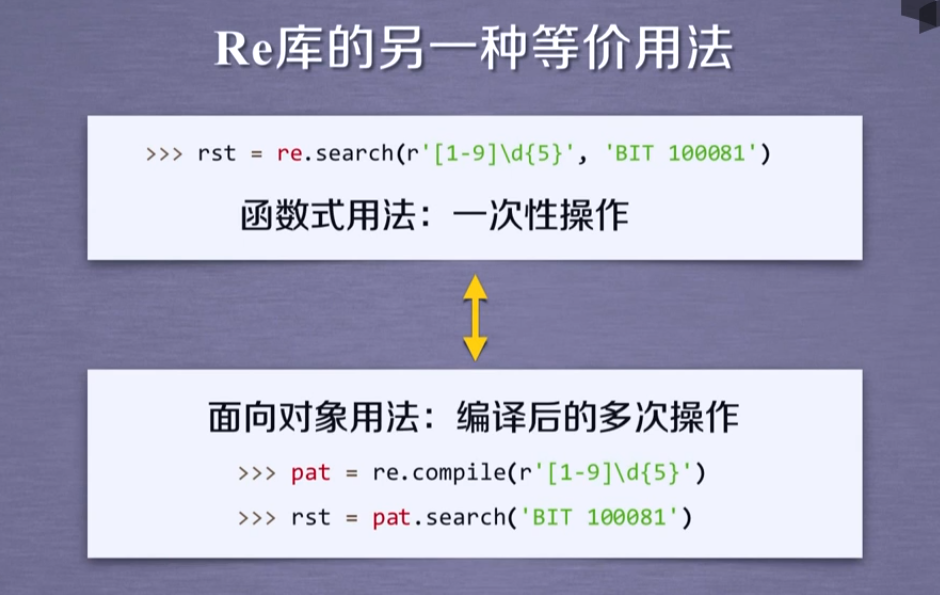 Re库的另一种等价用法
>>> rst = re.search(r'[1-9]\d{5}', 'BIT 100081')
函数式用法：一次性操作
面向对象用法：编译后的多次操作
>>> pat = re.compile(r'[1-9]\d{5}')
>>> rst = pat.search('BIT 100081')